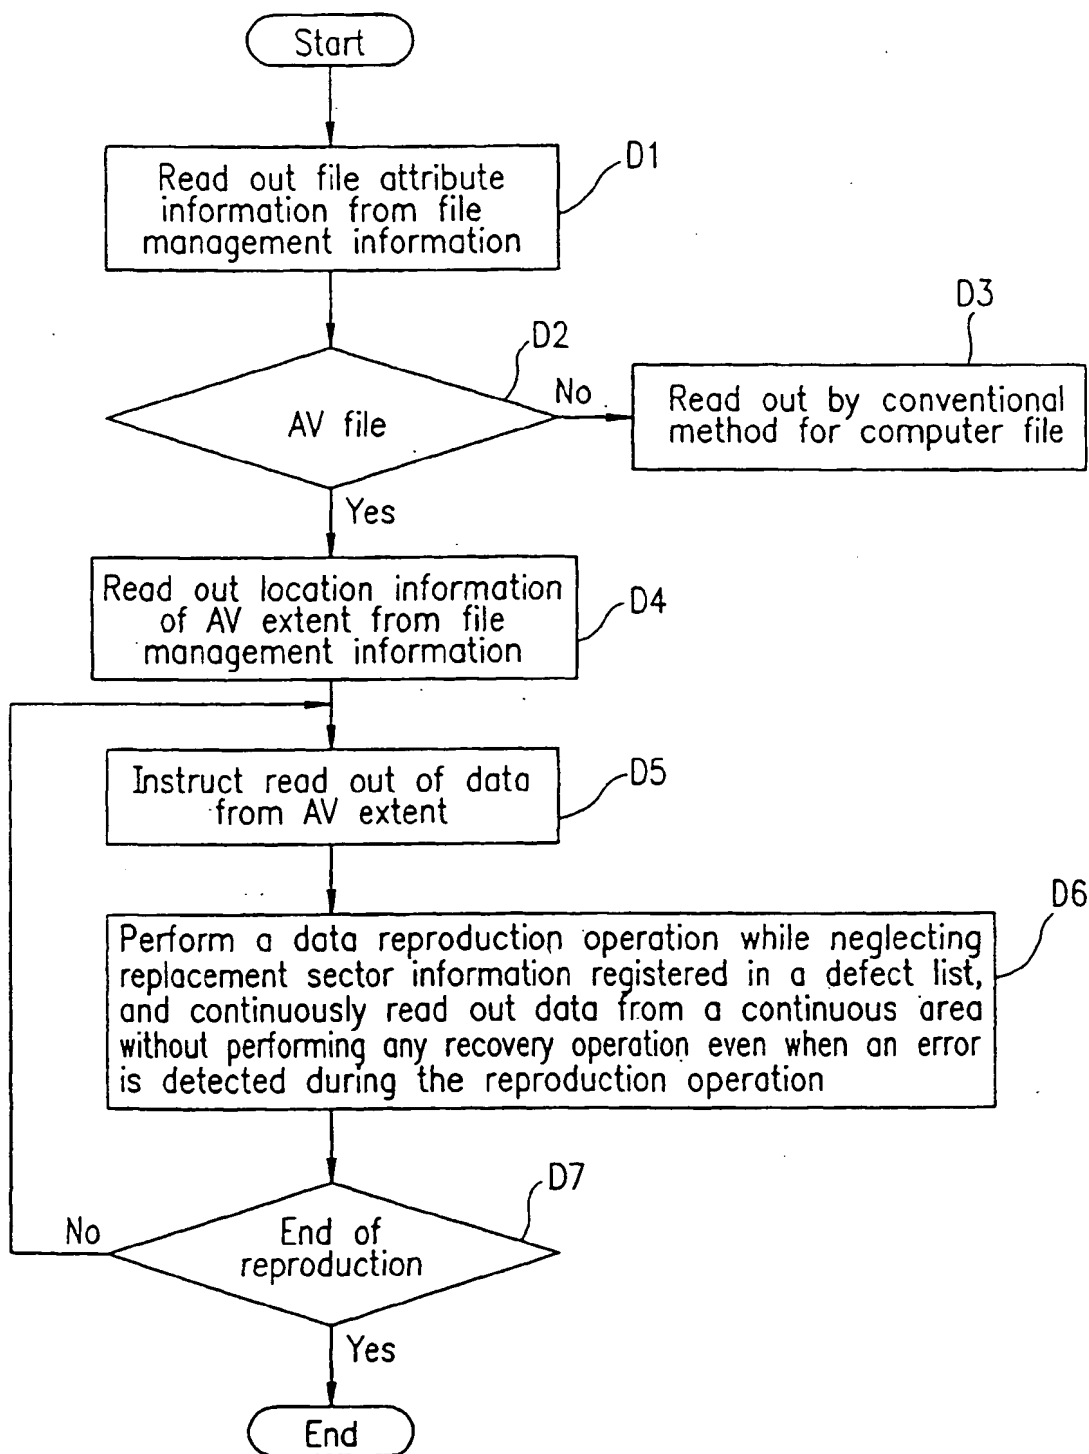 Start
D1
Read out file attribute
information from file
management information
D2
AV file
No
D3
Read out by conventional
method for computer file
Yes
Read out location information
of AV extent from file
management information
D4
Instruct read out of data
from AV extent
D5
D6
Perform a data reproduction operation while neglecting
replacement sector information registered in a defect list,
and continuously read out data from a continuous area
without performing any recovery operation even when an error
is detected during the reproduction operation
D7
No
End of
reproduction
Yes
End